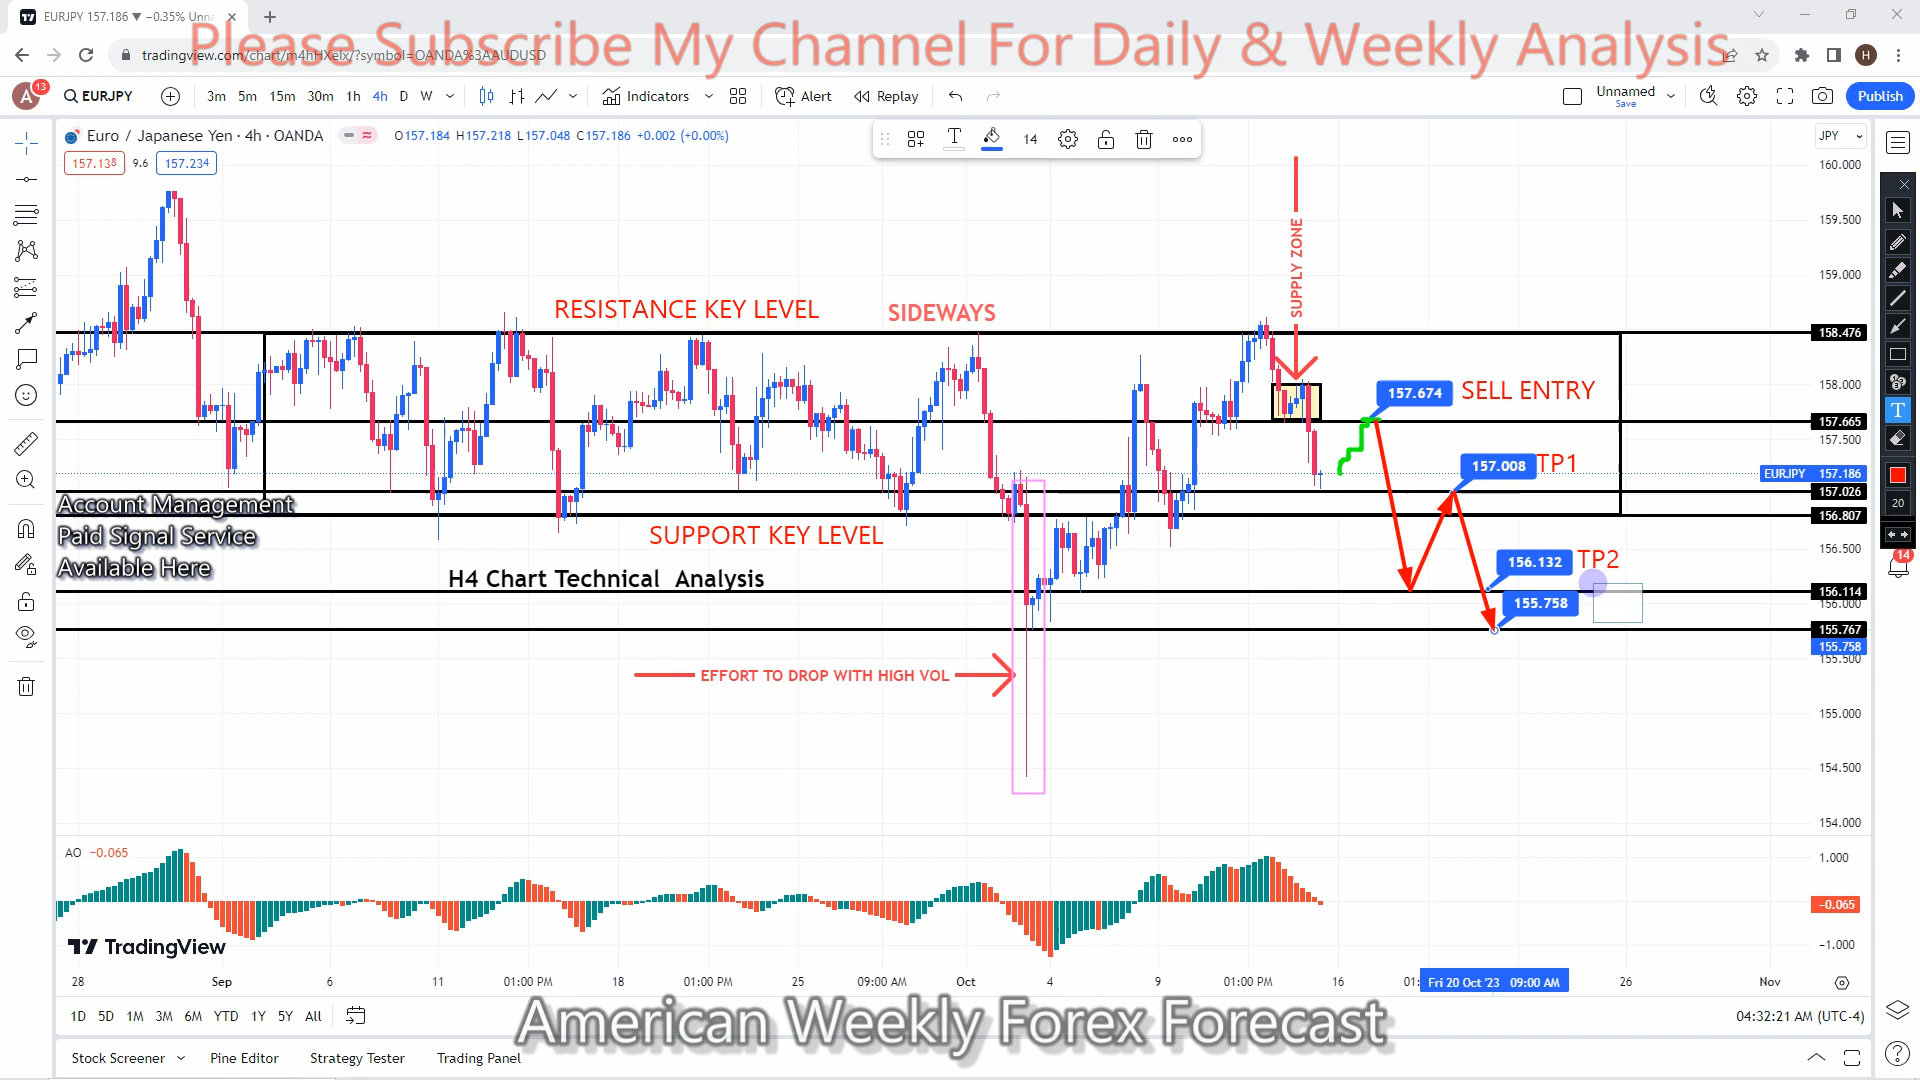 EURJPY 157.186 ▼ −0.35% Unna
Please Subscribe My Channel For Daily & Weekly Analysis
tradingview.com/chart/m4hHXelx/?symbol=OANDA%3AAUDUSD
H
A 13
EURJPY 3m 5m 15m 30m 1h 4h D W Indicators Alert Replay Unnamed Save Publish
Euro / Japanese Yen · 4h · OANDA O157.184 H157.218 L157.048 C157.186 +0.002 (+0.00%)
14
JPY
157.138 9.6 157.234
160.000
159.500
SUPPLY ZONE
159.000
RESISTANCE KEY LEVEL
SIDEWAYS
158.476
158.000
157.674 SELL ENTRY
157.665
157.500
157.008 TP1
EURJPY 157.186
157.026
156.807
Account Management
Paid Signal Service
Available Here
SUPPORT KEY LEVEL
156.500
H4 Chart Technical Analysis
156.132 TP2
156.114
156.000
155.758
155.767
155.758
155.500
EFFORT TO DROP WITH HIGH VOL
155.000
154.500
154.000
T
20
14
AO −0.065
1.000
−0.065
−1.000
TradingView
28 Sep 6 11 01:00 PM 18 01:00 PM 25 09:00 AM Oct 4 9 01:00 PM 16 01: Fri 20 Oct '23 09:00 AM 26 Nov
1D 5D 1M 3M 6M YTD 1Y 5Y All
04:32:21 AM (UTC-4)
American Weekly Forex Forecast
Stock Screener Pine Editor Strategy Tester Trading Panel